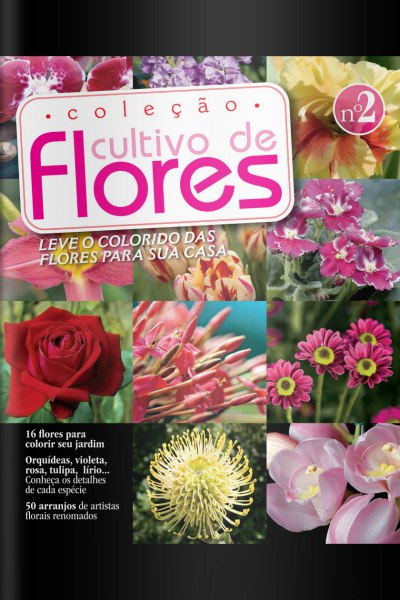 • coleção •
cultivo de
flores
nº2
LEVE O COLORIDO DAS
FLORES PARA SUA CASA
16 flores para
colorir seu jardim
Orquídeas, violeta,
rosa, tulipa, lírio...
Conheça os detalhes
de cada espécie
50 arranjos de artistas
florais renomados